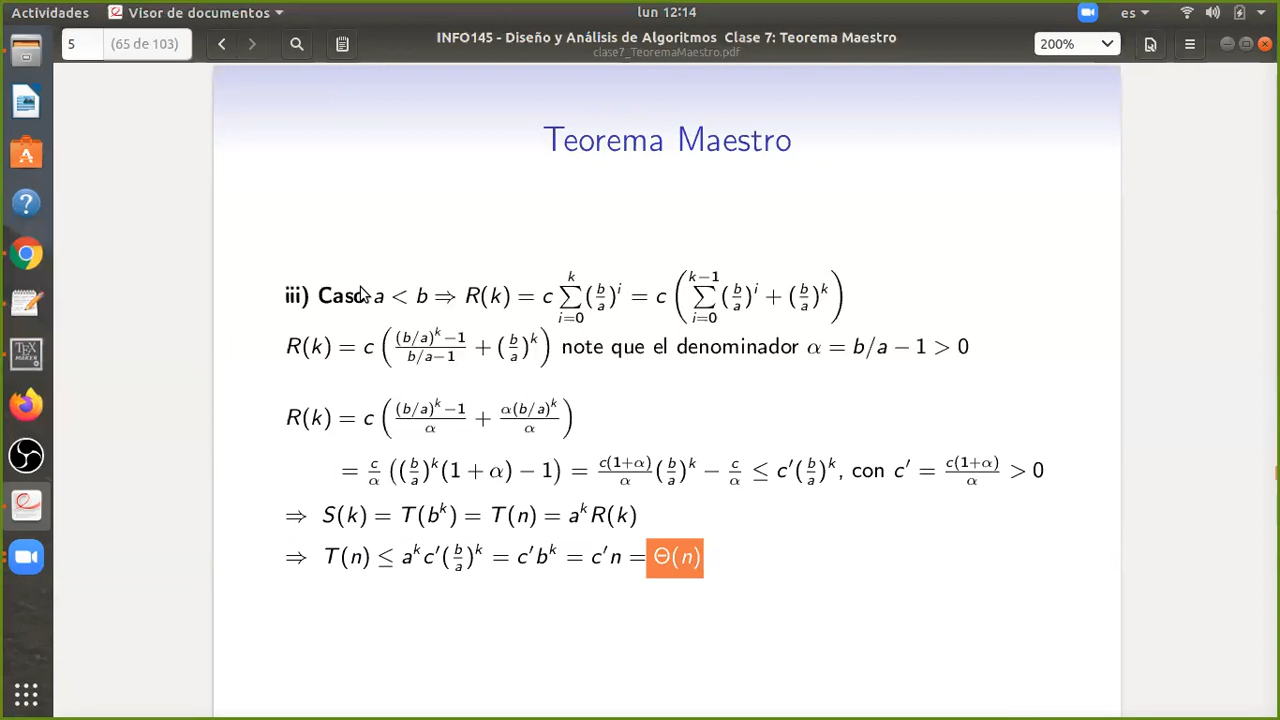 Actividades Visor de documentos lun 12:14 es
5 (65 de 103) INFO145 - Diseño y Análisis de Algoritmos Clase 7: Teorema Maestro 200%
clase7_TeoremaMaestro.pdf
Teorema Maestro
iii) Caso a < b ⇒ R(k) = c ∑_{i=0}^{k} (b/a)^i = c ( ∑_{i=0}^{k−1} (b/a)^i + (b/a)^k )
R(k) = c ( ((b/a)^k−1)/(b/a−1) + (b/a)^k ) note que el denominador α = b/a − 1 > 0
R(k) = c ( ((b/a)^k−1)/α + (α(b/a)^k)/α )
= c/α ((b/a)^k(1 + α) − 1) = (c(1+α))/α (b/a)^k − c/α ≤ c′(b/a)^k, con c′ = (c(1+α))/α > 0
⇒ S(k) = T(b^k) = T(n) = a^k R(k)
⇒ T(n) ≤ a^k c′(b/a)^k = c′b^k = c′n = Θ(n)